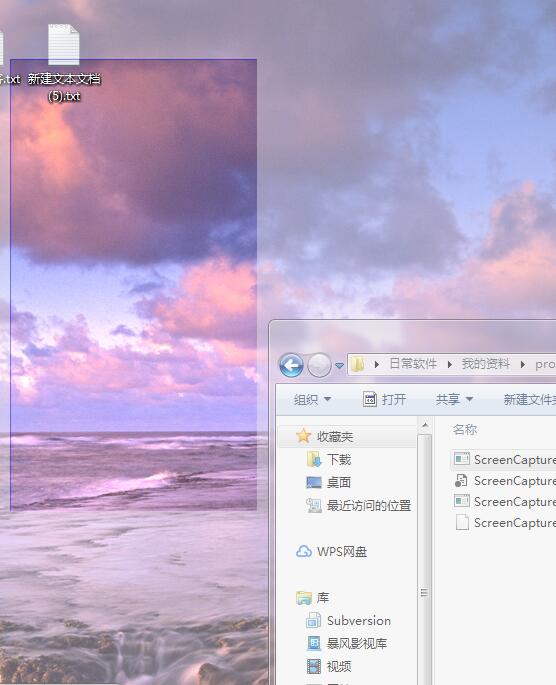 .txt
新建文本文档
(5).txt
日常软件
我的资料
pro
组织
打开
共享
新建文件
收藏夹
名称
下载
ScreenCapture
桌面
ScreenCapture
最近访问的位置
ScreenCapture
ScreenCapture
WPS网盘
库
Subversion
暴风影视库
视频